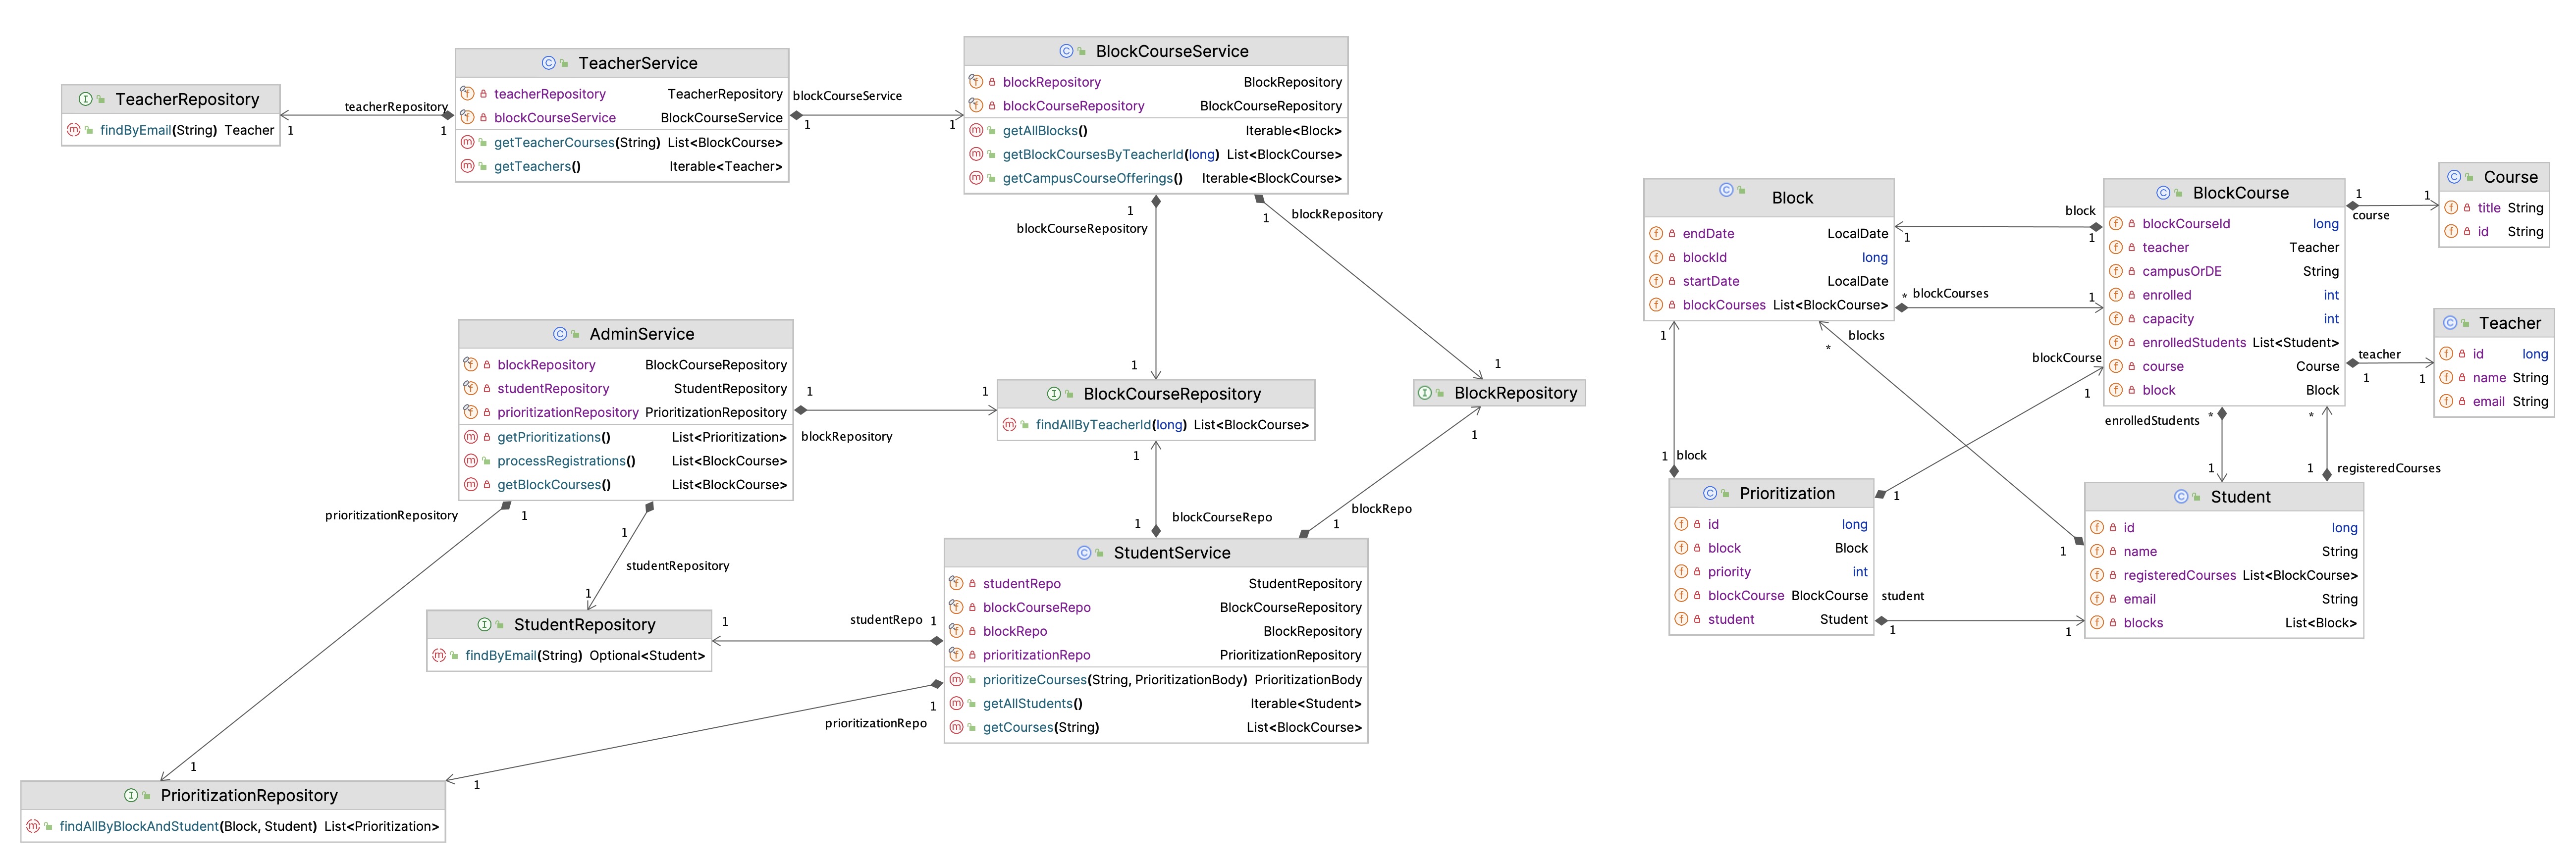 TeacherRepository
findByEmail(String) Teacher
1
teacherRepository
1
TeacherService
teacherRepository TeacherRepository
blockCourseService BlockCourseService
getTeacherCourses(String) List<BlockCourse>
getTeachers() Iterable<Teacher>
blockCourseService
1
1
BlockCourseService
blockRepository BlockRepository
blockCourseRepository BlockCourseRepository
getAllBlocks() Iterable<Block>
getBlockCoursesByTeacherId(long) List<BlockCourse>
getCampusCourseOfferings() Iterable<BlockCourse>
1
blockCourseRepository
1
1
blockRepository
1
AdminService
blockRepository BlockCourseRepository
studentRepository StudentRepository
prioritizationRepository PrioritizationRepository
getPrioritizations() List<Prioritization>
processRegistrations() List<BlockCourse>
getBlockCourses() List<BlockCourse>
1
1
blockRepository
BlockCourseRepository
findAllByTeacherId(long) List<BlockCourse>
BlockRepository
prioritizationRepository
1
1
1
studentRepository
1
1
1
blockCourseRepo
1
1
blockRepo
StudentRepository
findByEmail(String) Optional<Student>
1
studentRepo
1
StudentService
studentRepo StudentRepository
blockCourseRepo BlockCourseRepository
blockRepo BlockRepository
prioritizationRepo PrioritizationRepository
prioritizeCourses(String, PrioritizationBody) PrioritizationBody
getAllStudents() Iterable<Student>
getCourses(String) List<BlockCourse>
1
prioritizationRepo
1
PrioritizationRepository
findAllByBlockAndStudent(Block, Student) List<Prioritization>
Block
endDate LocalDate
blockId long
startDate LocalDate
blockCourses List<BlockCourse>
block
1
1
* blockCourses
1
BlockCourse
blockCourseId long
teacher Teacher
campusOrDE String
enrolled int
capacity int
enrolledStudents List<Student>
course Course
block Block
1
1
course
Course
title String
id String
teacher
1
1
Teacher
id long
name String
email String
1
1
block
blocks
*
1
blockCourse
1
1
enrolledStudents
*
1
*
1
registeredCourses
Prioritization
id long
block Block
priority int
blockCourse BlockCourse
student Student
student
1
1
Student
id long
name String
registeredCourses List<BlockCourse>
email String
blocks List<Block>